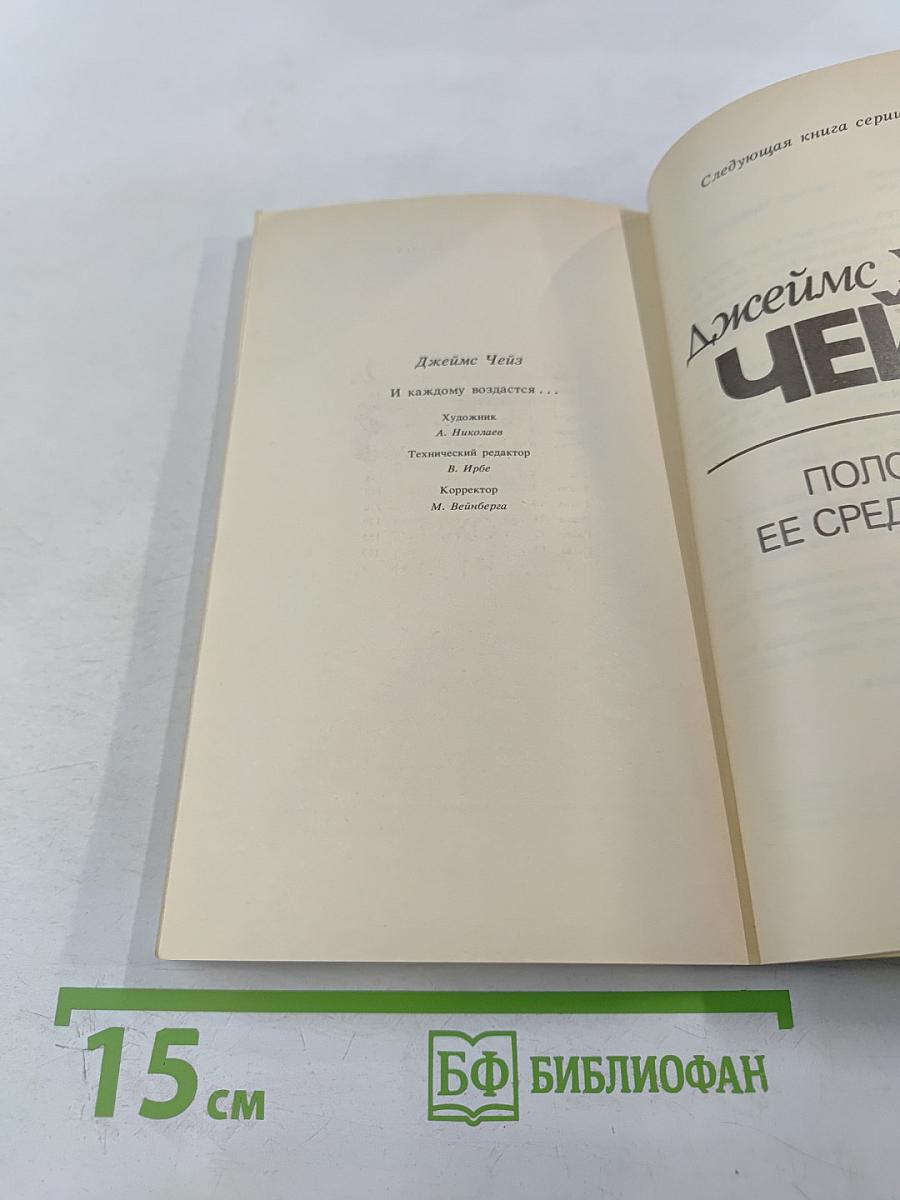 Джеймс Чейз
И каждому воздастся...
Художник
А. Николаев
Технический редактор
В. Ирбе
Корректор
М. Вейнберга
Следующая книга серии
Джеймс
ЧЕЙ
ПОЛО
ЕЕ СРЕД
15 см
БФ БИБЛИОФАН